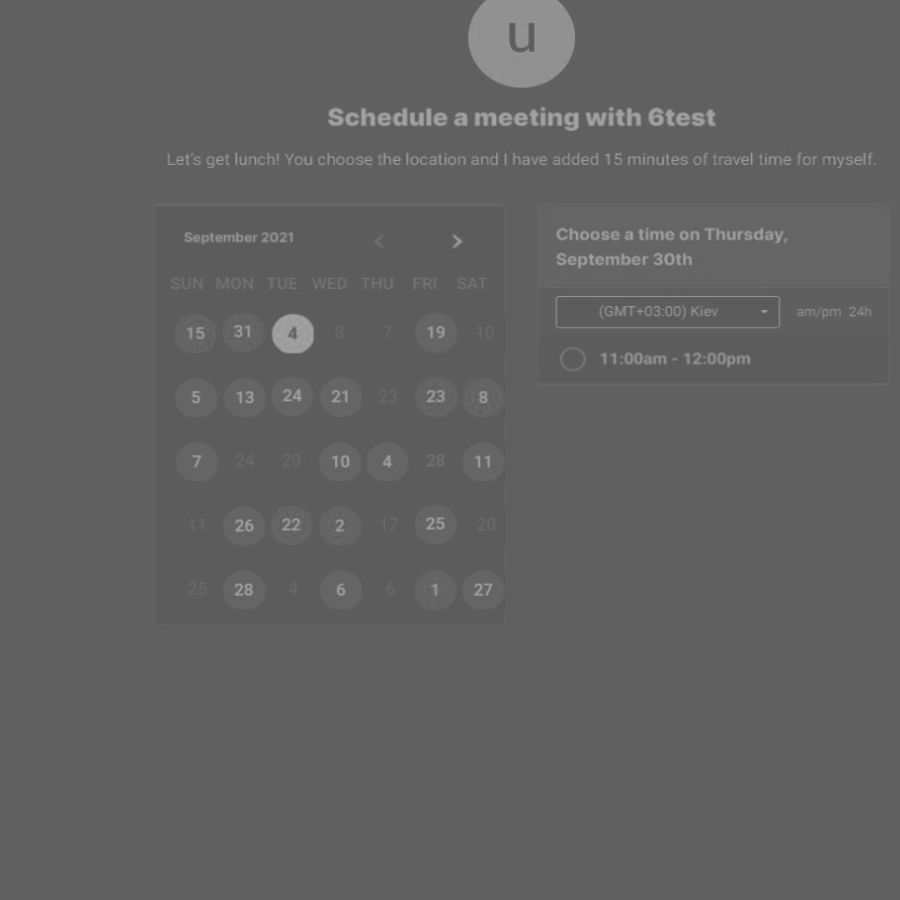 u
Schedule a meeting with 6test
Let's get lunch! You choose the location and I have added 15 minutes of travel time for myself.
September 2021 < >
SUN MON TUE WED THU FRI SAT
15 31 4 8 7 19 10
5 13 24 21 23 23 8
7 24 29 10 4 28 11
11 26 22 2 17 25 20
25 28 4 6 6 1 27
Choose a time on Thursday,
September 30th
(GMT+03:00) Kiev am/pm 24h
11:00am - 12:00pm